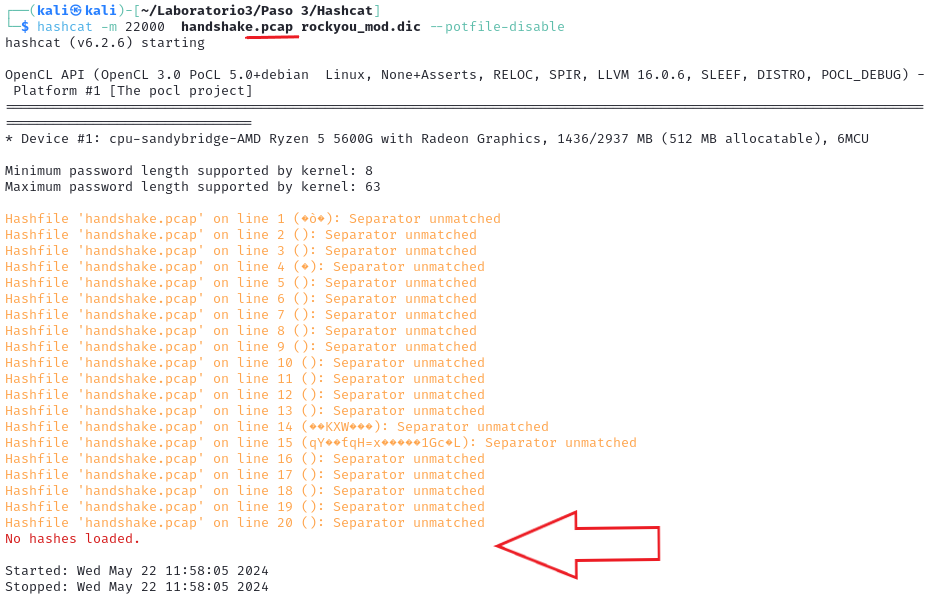 ┌──(kali㉿kali)-[~/Laboratorio3/Paso 3/Hashcat]
└─$ hashcat -m 22000  handshake.pcap rockyou_mod.dic --potfile-disable
hashcat (v6.2.6) starting

OpenCL API (OpenCL 3.0 PoCL 5.0+debian  Linux, None+Asserts, RELOC, SPIR, LLVM 16.0.6, SLEEF, DISTRO, POCL_DEBUG) -
 Platform #1 [The pocl project]
* Device #1: cpu-sandybridge-AMD Ryzen 5 5600G with Radeon Graphics, 1436/2937 MB (512 MB allocatable), 6MCU

Minimum password length supported by kernel: 8
Maximum password length supported by kernel: 63

Hashfile 'handshake.pcap' on line 1 (�ò�): Separator unmatched
Hashfile 'handshake.pcap' on line 2 (): Separator unmatched
Hashfile 'handshake.pcap' on line 3 (): Separator unmatched
Hashfile 'handshake.pcap' on line 4 (�): Separator unmatched
Hashfile 'handshake.pcap' on line 5 (): Separator unmatched
Hashfile 'handshake.pcap' on line 6 (): Separator unmatched
Hashfile 'handshake.pcap' on line 7 (): Separator unmatched
Hashfile 'handshake.pcap' on line 8 (): Separator unmatched
Hashfile 'handshake.pcap' on line 9 (): Separator unmatched
Hashfile 'handshake.pcap' on line 10 (): Separator unmatched
Hashfile 'handshake.pcap' on line 11 (): Separator unmatched
Hashfile 'handshake.pcap' on line 12 (): Separator unmatched
Hashfile 'handshake.pcap' on line 13 (): Separator unmatched
Hashfile 'handshake.pcap' on line 14 (��KXW���): Separator unmatched
Hashfile 'handshake.pcap' on line 15 (qY��ƭqH=x�����1Gc�L): Separator unmatched
Hashfile 'handshake.pcap' on line 16 (): Separator unmatched
Hashfile 'handshake.pcap' on line 17 (): Separator unmatched
Hashfile 'handshake.pcap' on line 18 (): Separator unmatched
Hashfile 'handshake.pcap' on line 19 (): Separator unmatched
Hashfile 'handshake.pcap' on line 20 (): Separator unmatched
No hashes loaded.

Started: Wed May 22 11:58:05 2024
Stopped: Wed May 22 11:58:05 2024